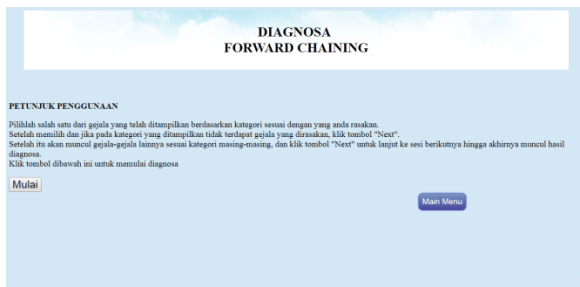 DIAGNOSA
FORWARD CHAINING
PETUNJUK PENGGUNAAN
Pilihlah salah satu dari gejala yang telah ditampilkan berdasarkan kategori sesuai dengan yang anda rasakan.
Setelah memilih dan jika pada kategori yang ditampilkan tidak terdapat gejala yang dirasakan, klik tombol "Next".
Setelah itu akan muncul gejala-gejala lainnya sesuai kategori masing-masing, dan klik tombol "Next" untuk lanjut ke sesi berikutnya hingga akhirnya muncul hasil
diagnosa.
Klik tombol dibawah ini untuk memulai diagnosa
Mulai
Main Menu